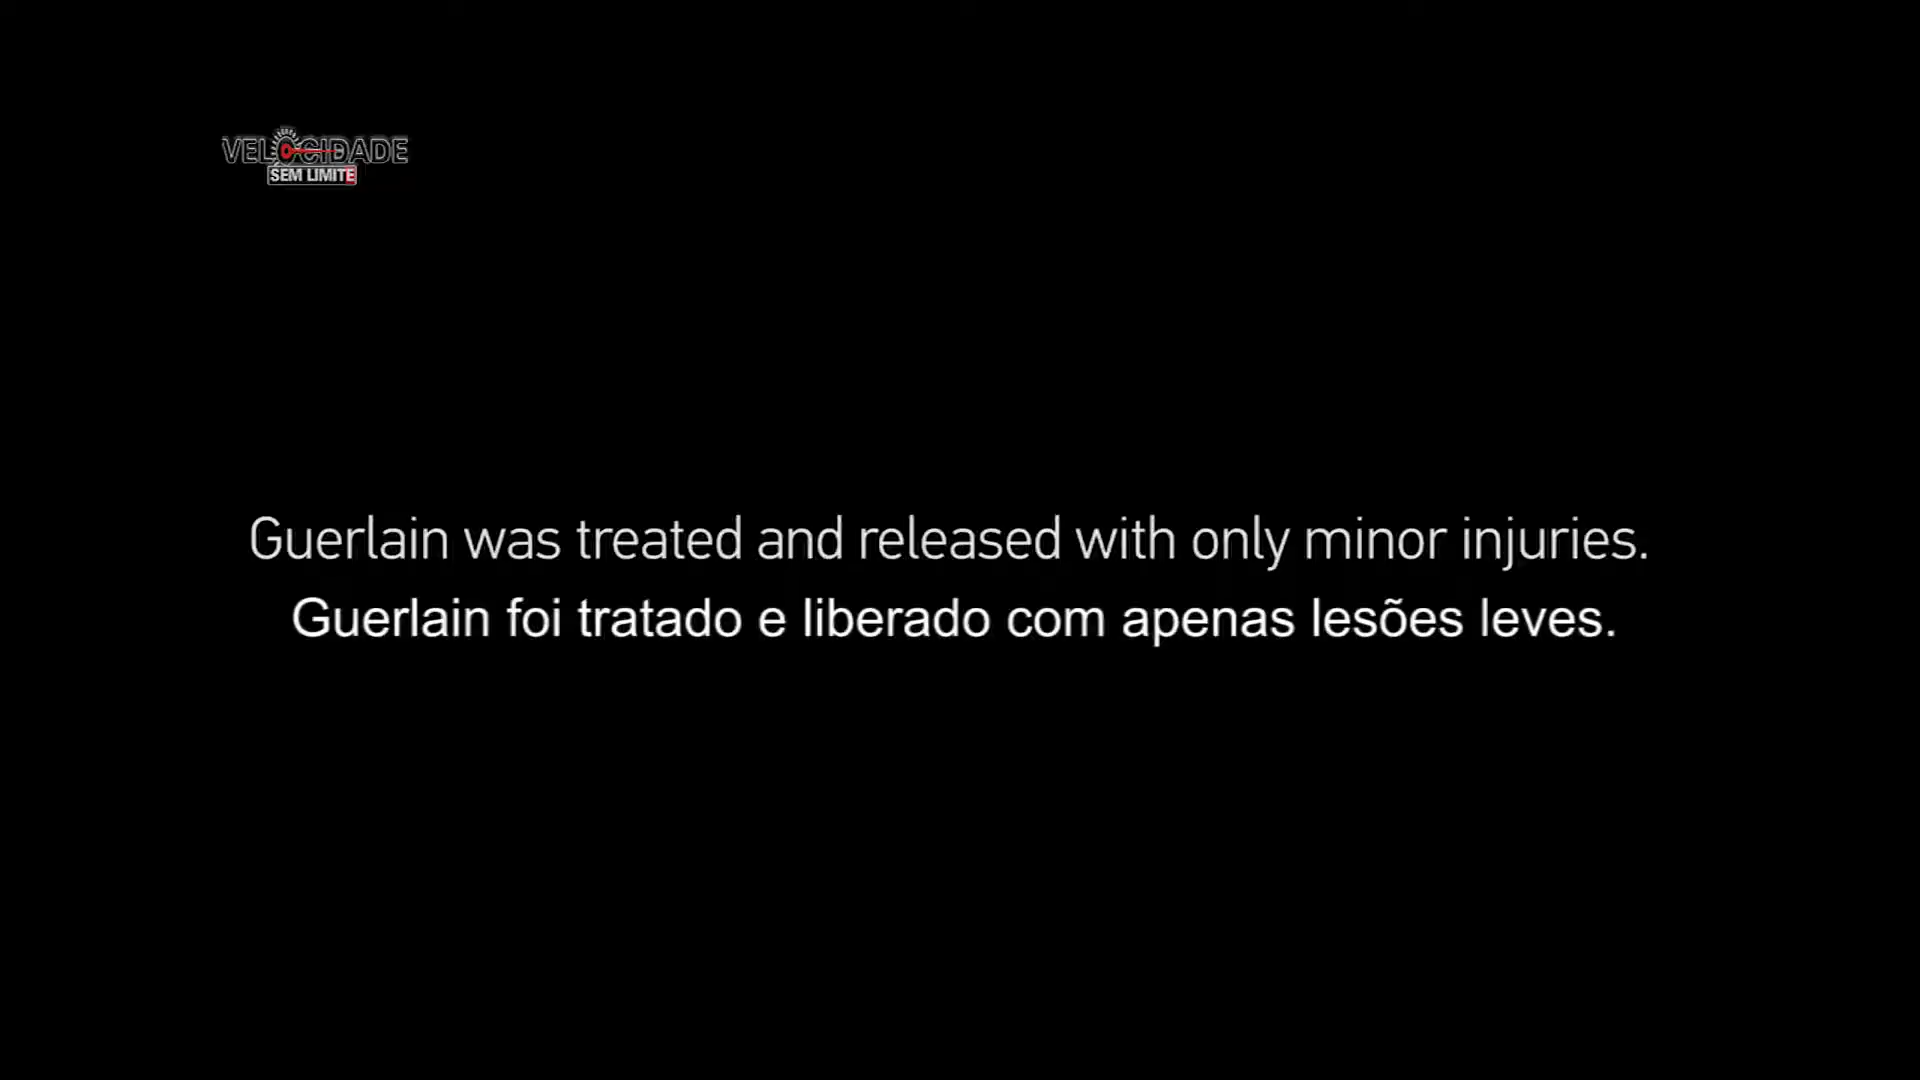 VELOCIDADE
SEM LIMITE
Guerlain was treated and released with only minor injuries.
Guerlain foi tratado e liberado com apenas lesões leves.